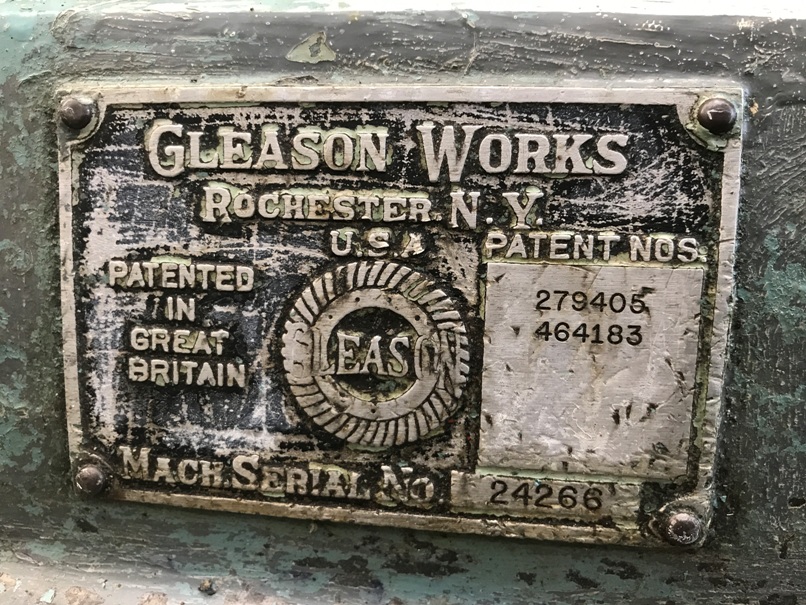 GLEASON WORKS
ROCHESTER, N.Y.
U.S.A
PATENTED
IN
GREAT
BRITAIN
GLEASON
PATENT NOS.
279405
464183
MACH. SERIAL NO. 24266